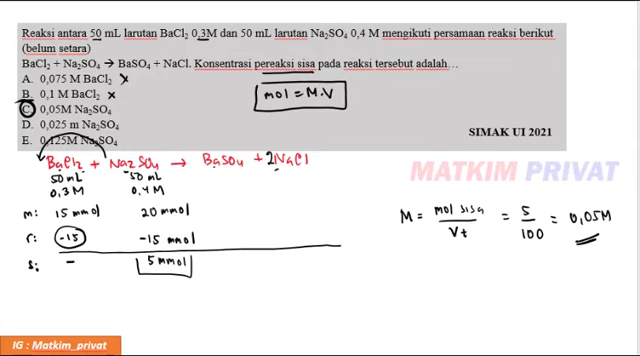 Reaksi antara 50 mL larutan BaCl2 0,3M dan 50 mL larutan Na2SO4 0,4 M mengikuti persamaan reaksi berikut
(belum setara)
BaCl2 + Na2SO4 → BaSO4 + NaCl. Konsentrasi pereaksi sisa pada reaksi tersebut adalah...
A. 0,075 M BaCl2 x
B. 0,1 M BaCl2 x
mol = M.V
C. 0,05M Na2SO4
D. 0,025 m Na2SO4
E. 0,125M Na2SO4
SIMAK UI 2021
BaCl2 + Na2SO4 → BaSO4 + 2NaCl
50 mL 50 mL
0,3 M 0,4 M
MATKIM PRIVAT
m: 15 mmol 20 mmol
r: -15 -15 mmol
s: - 5 mmol
M = mol sisa / Vt = 5 / 100 = 0,05M
IG : Matkim_privat